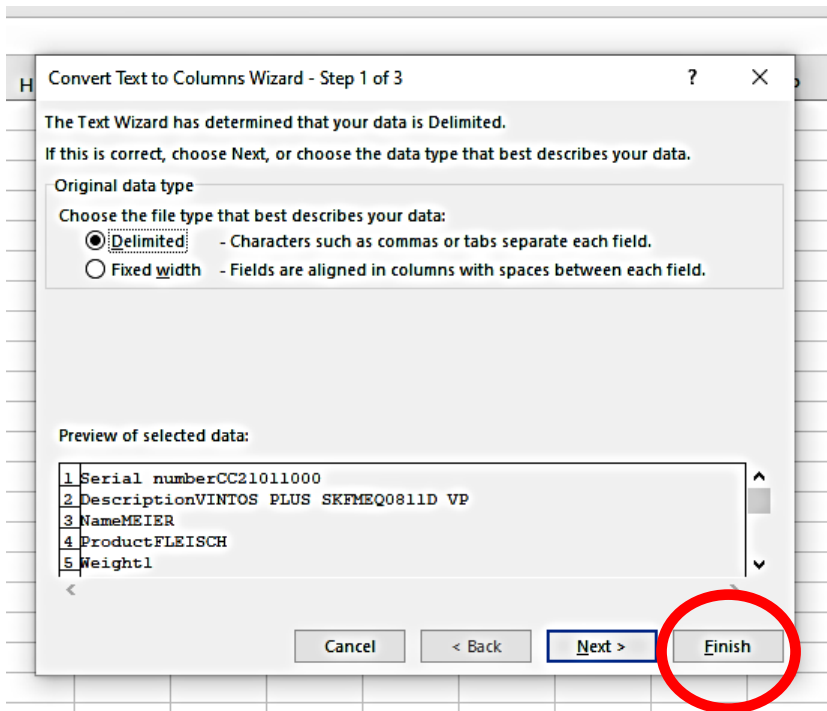 H
Convert Text to Columns Wizard - Step 1 of 3 ? ×
The Text Wizard has determined that your data is Delimited.
If this is correct, choose Next, or choose the data type that best describes your data.
Original data type
Choose the file type that best describes your data:
Delimited - Characters such as commas or tabs separate each field.
Fixed width - Fields are aligned in columns with spaces between each field.
Preview of selected data:
1 Serial numberCC21011000
2 DescriptionVINTOS PLUS SKFMEQ0811D VP
3 NameMEIER
4 ProductFLEISCH
5 Weight1
Cancel < Back Next > Finish